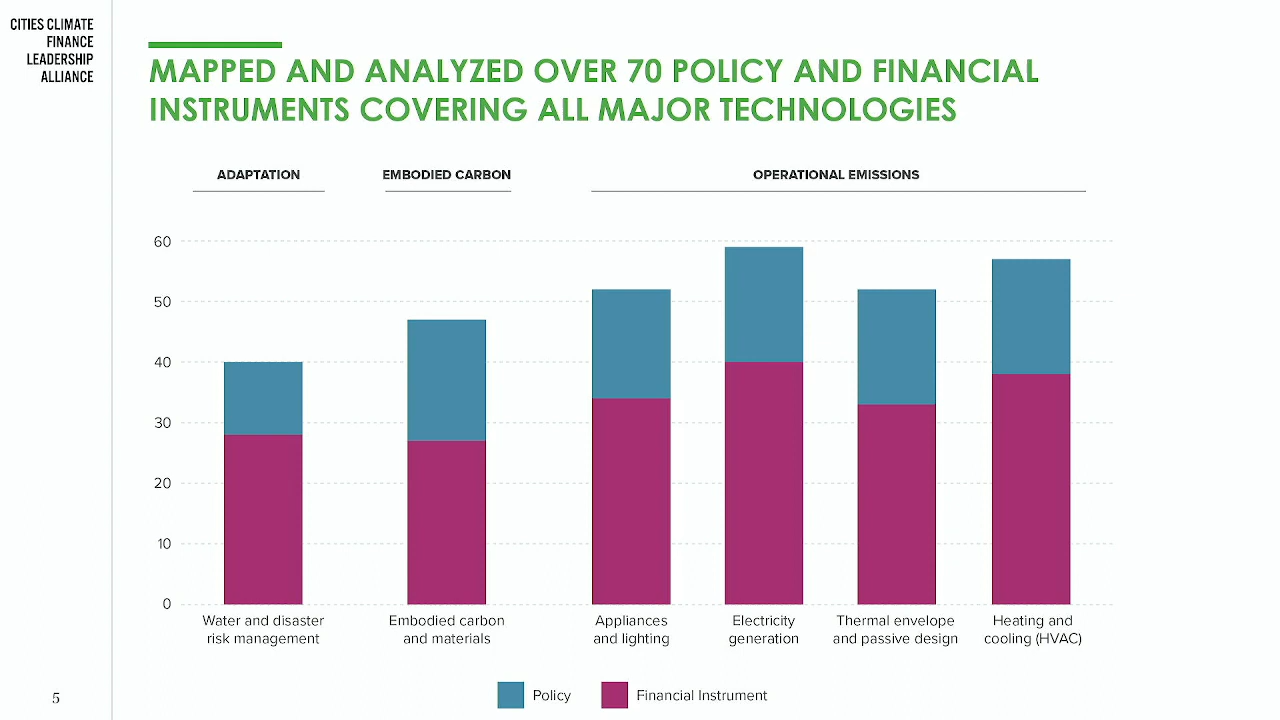 CITIES CLIMATE
FINANCE
LEADERSHIP
ALLIANCE
MAPPED AND ANALYZED OVER 70 POLICY AND FINANCIAL
INSTRUMENTS COVERING ALL MAJOR TECHNOLOGIES
ADAPTATION
EMBODIED CARBON
OPERATIONAL EMISSIONS
60
50
40
30
20
10
0
Water and disaster
risk management
Embodied carbon
and materials
Appliances
and lighting
Electricity
generation
Thermal envelope
and passive design
Heating and
cooling (HVAC)
Policy
Financial Instrument
5